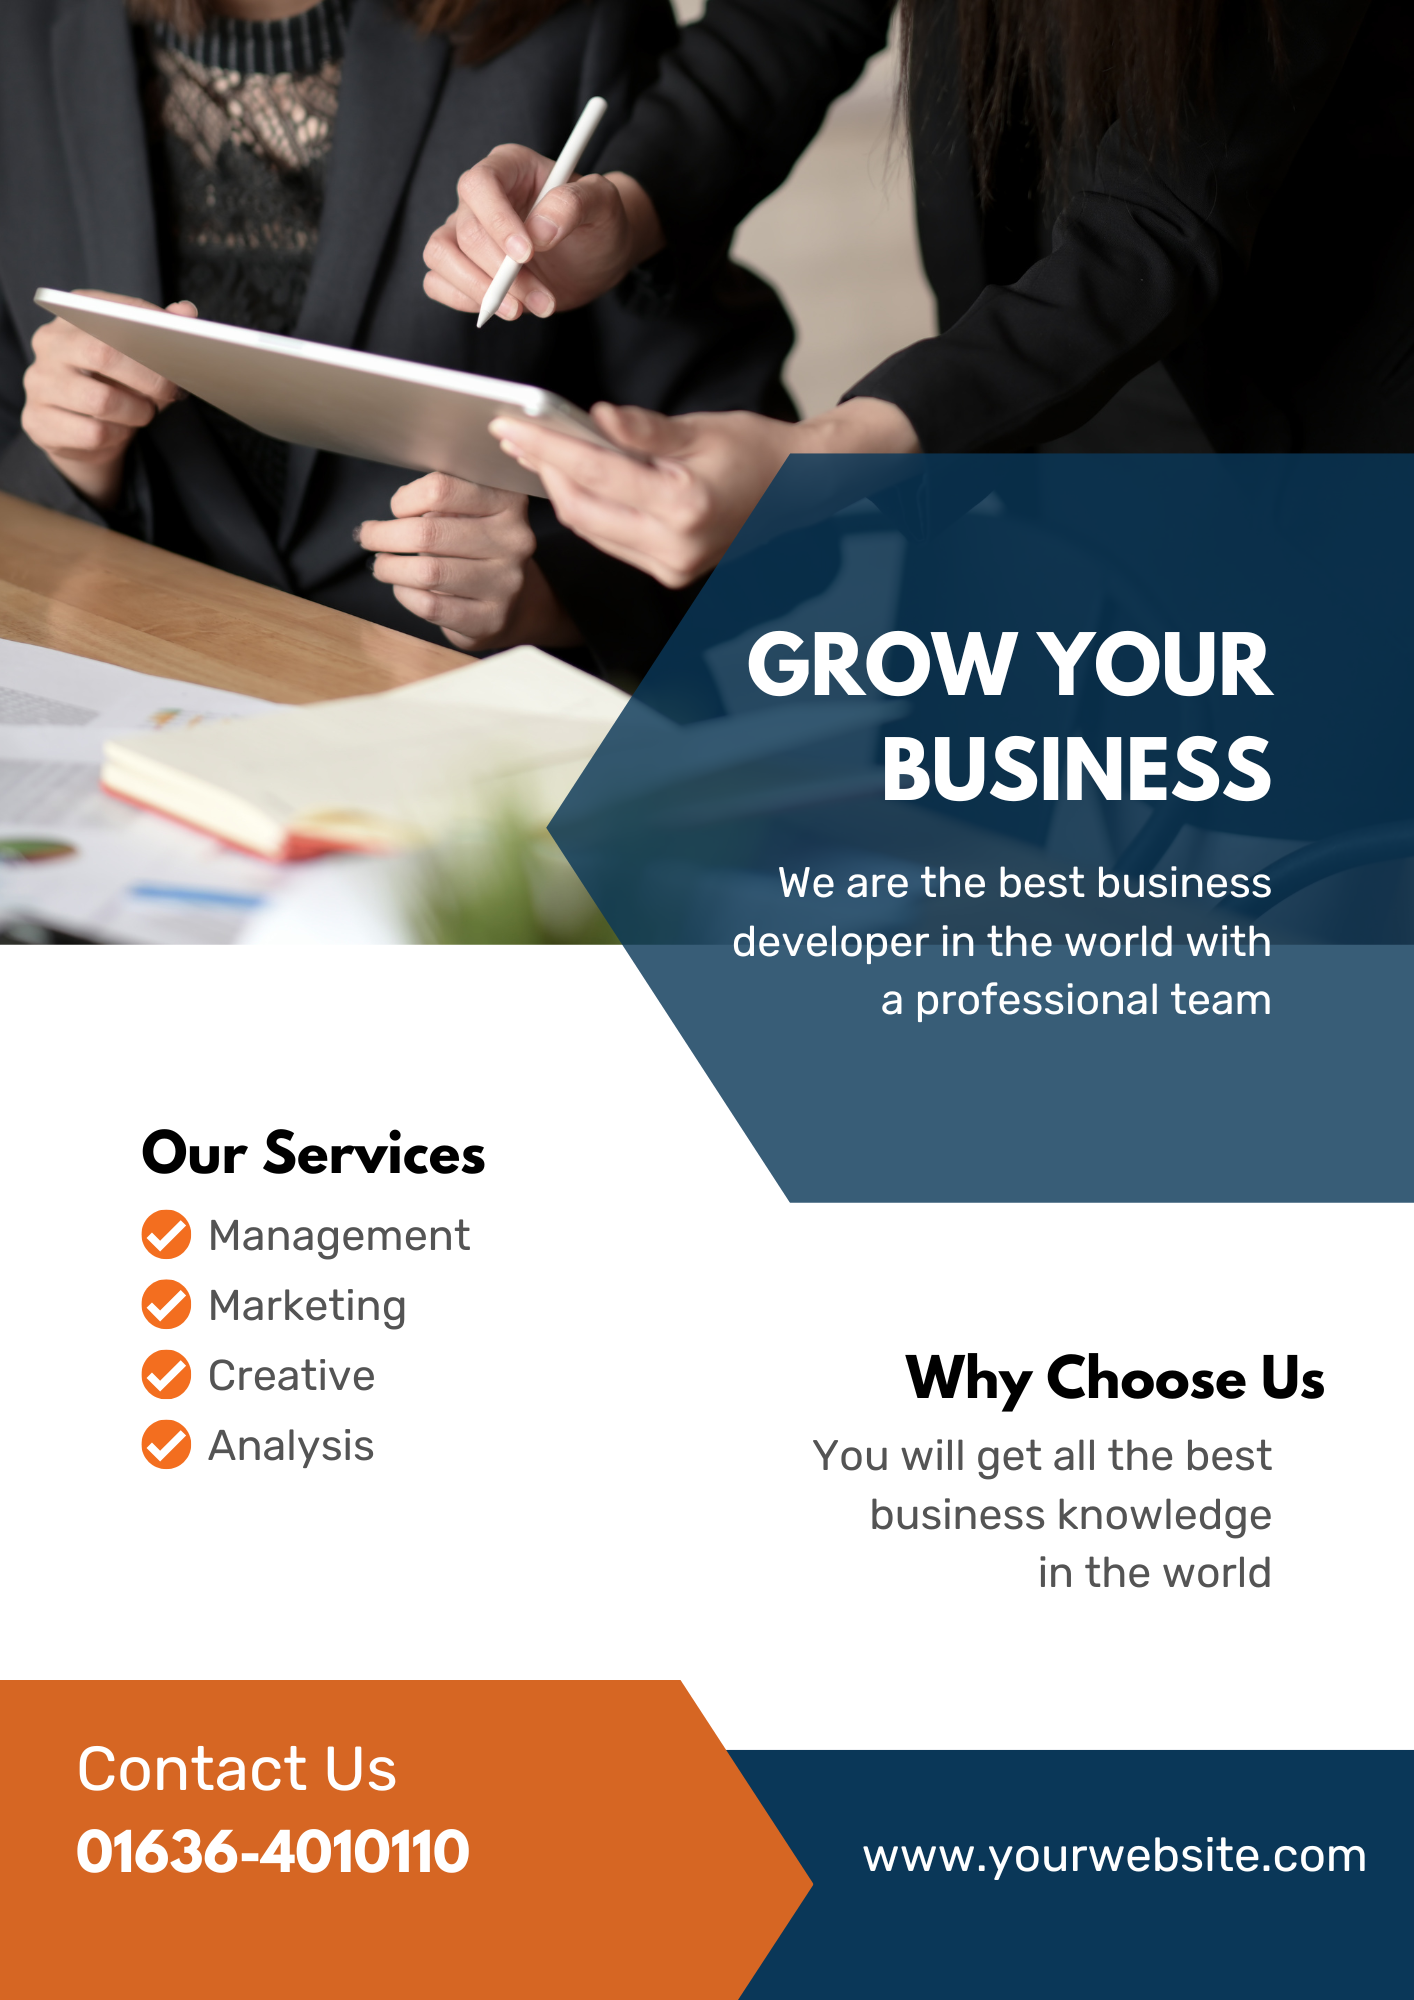 GROW YOUR
BUSINESS
We are the best business
developer in the world with
a professional team
Our Services
Management
Marketing
Creative
Analysis
Why Choose Us
You will get all the best
business knowledge
in the world
Contact Us
01636-4010110
www.yourwebsite.com